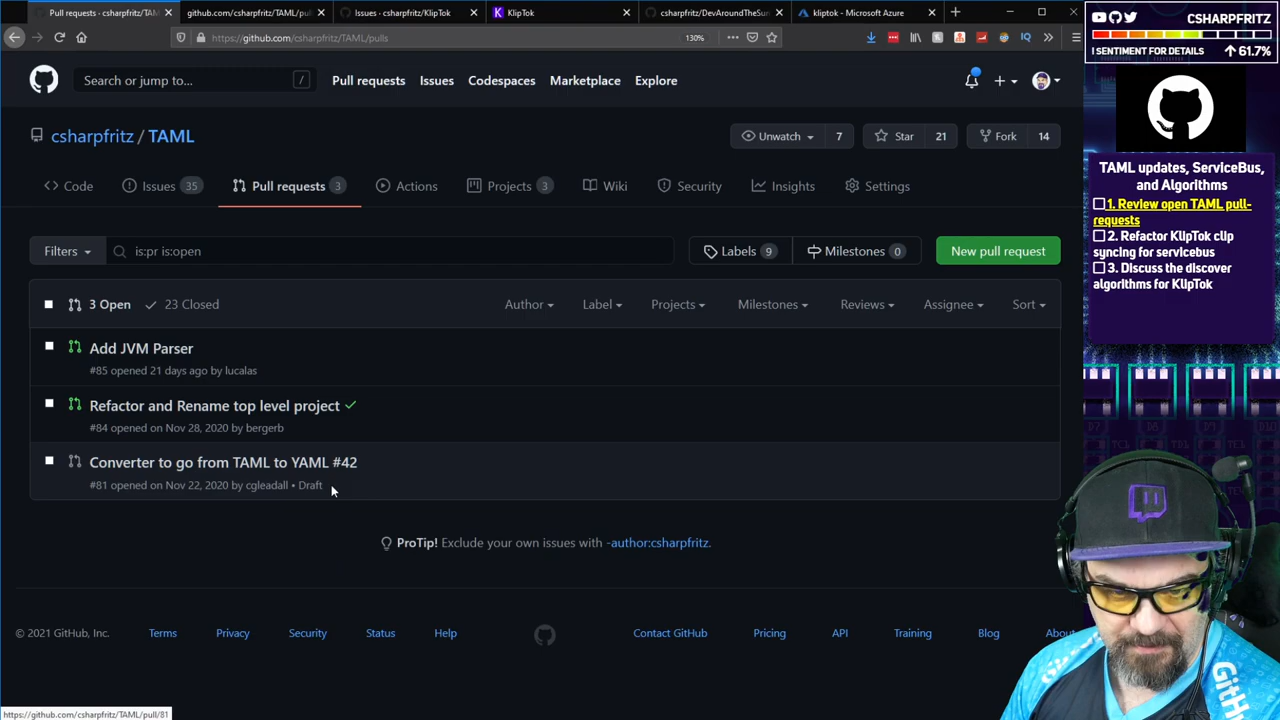 Pull requests · csharpfritz/TAM
github.com/csharpfritz/TAML/pu
Issues · csharpfritz/KlipTok
KlipTok
csharpfritz/DevAroundTheSu
kliptok - Microsoft Azure
https://github.com/csharpfritz/TAML/pulls
130%
CSHARPFRITZ
I SENTIMENT FOR DETAILS
61.7%
Search or jump to...
/
Pull requests
Issues
Codespaces
Marketplace
Explore
csharpfritz / TAML
Unwatch
7
Star
21
Fork
14
Code
Issues
35
Pull requests
3
Actions
Projects
3
Wiki
Security
Insights
Settings
TAML updates, ServiceBus,
and Algorithms
1. Review open TAML pull-
requests
2. Refactor KlipTok clip
syncing for servicebus
3. Discuss the discover
algorithms for KlipTok
Filters
is:pr is:open
Labels
9
Milestones
0
New pull request
3 Open
23 Closed
Author
Label
Projects
Milestones
Reviews
Assignee
Sort
Add JVM Parser
#85 opened 21 days ago by lucalas
Refactor and Rename top level project
#84 opened on Nov 28, 2020 by bergerb
Converter to go from TAML to YAML #42
#81 opened on Nov 22, 2020 by cgleadall • Draft
D7
D8
D9
D10
ProTip! Exclude your own issues with -author:csharpfritz.
© 2021 GitHub, Inc.
Terms
Privacy
Security
Status
Help
Contact GitHub
Pricing
API
Training
Blog
About
https://github.com/csharpfritz/TAML/pull/81